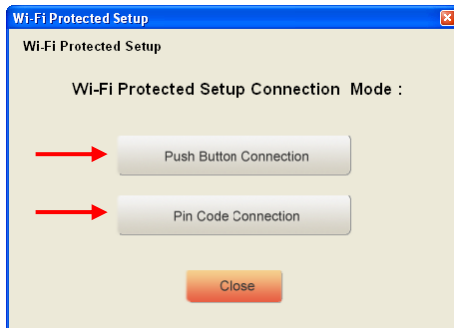 Wi-Fi Protected Setup
Wi-Fi Protected Setup
Wi-Fi Protected Setup Connection Mode :
Push Button Connection
Pin Code Connection
Close